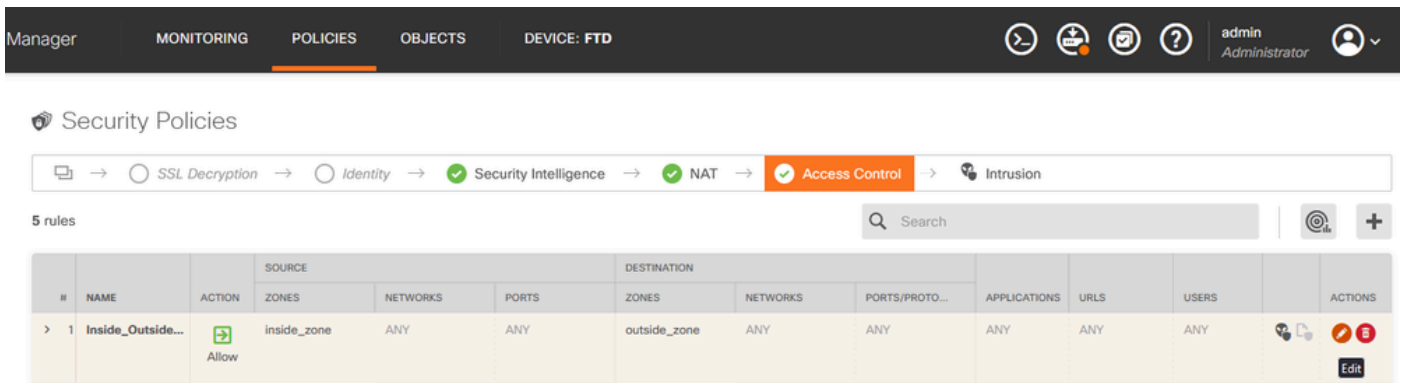 Manager MONITORING POLICIES OBJECTS DEVICE: FTD admin
Administrator
Security Policies
→ SSL Decryption → Identity → Security Intelligence → NAT → Access Control → Intrusion
5 rules Search
SOURCE DESTINATION
# NAME ACTION ZONES NETWORKS PORTS ZONES NETWORKS PORTS/PROTO... APPLICATIONS URLS USERS ACTIONS
> 1 Inside_Outside... inside_zone ANY ANY outside_zone ANY ANY ANY ANY ANY
Allow
Edit